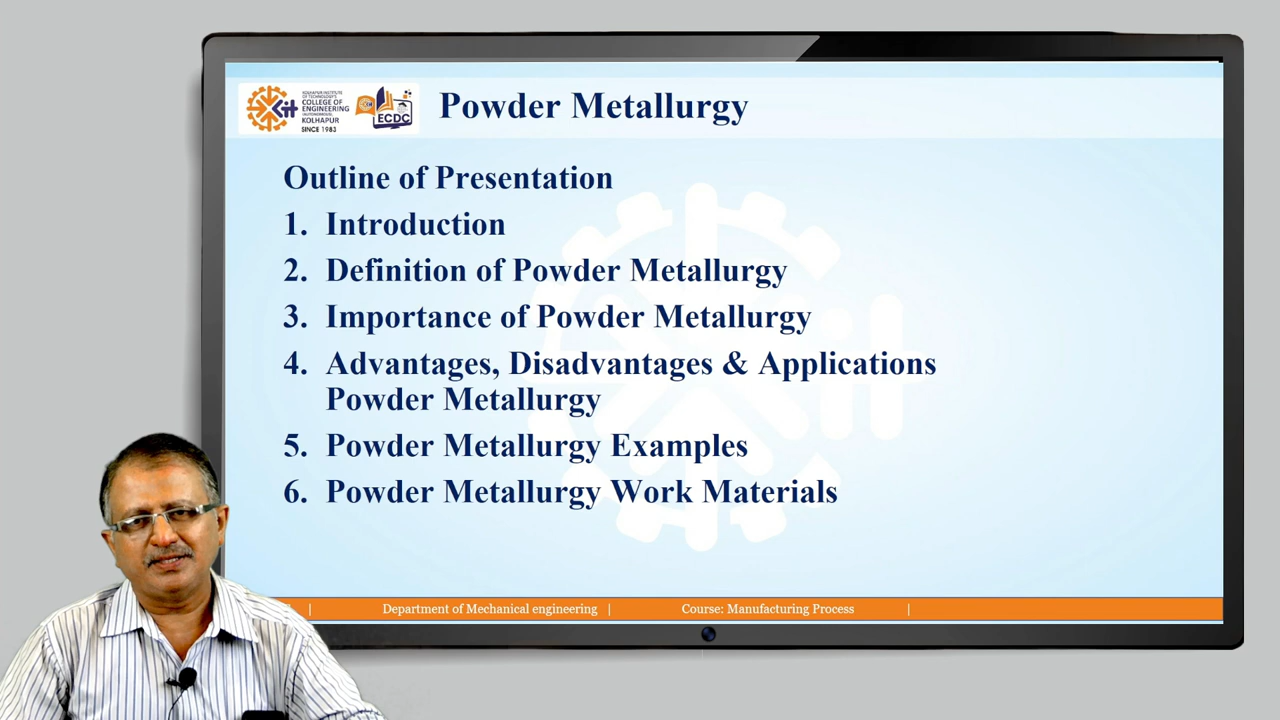 KOLHAPUR INSTITUTE
OF TECHNOLOGY'S
COLLEGE OF
ENGINEERING
(AUTONOMOUS),
KOLHAPUR
SINCE 1983
ECDC
Powder Metallurgy
Outline of Presentation
1. Introduction
2. Definition of Powder Metallurgy
3. Importance of Powder Metallurgy
4. Advantages, Disadvantages & Applications
Powder Metallurgy
5. Powder Metallurgy Examples
6. Powder Metallurgy Work Materials
| Department of Mechanical engineering | Course: Manufacturing Process |